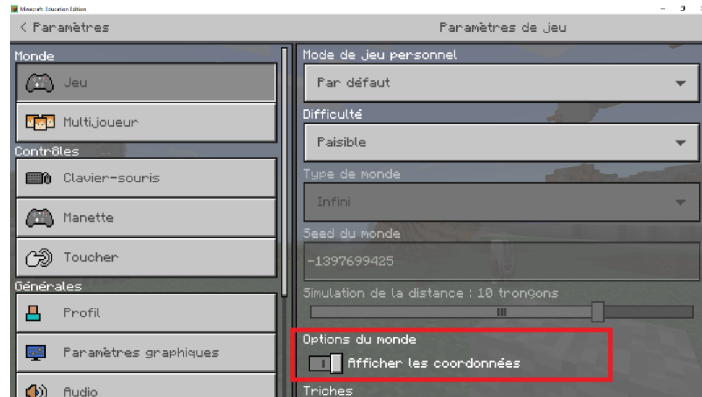 Minecraft: Education Edition
< Paramètres
Paramètres de jeu
Monde
Jeu
Multijoueur
Contrôles
Clavier-souris
Manette
Toucher
Générales
Profil
Paramètres graphiques
Audio
Mode de jeu personnel
Par défaut
Difficulté
Paisible
Type de monde
Infini
Seed du monde
-1397699425
Simulation de la distance : 10 tronçons
Options du monde
Afficher les coordonnées
Triches